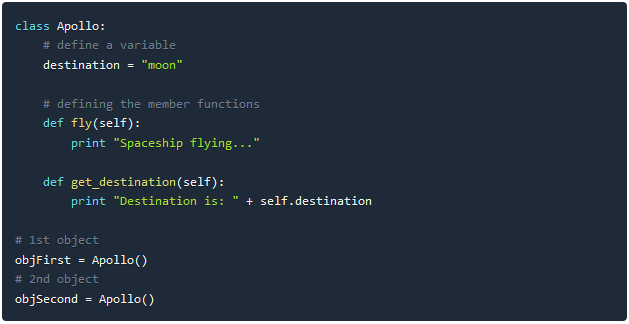 class Apollo:
    # define a variable
    destination = "moon"

    # defining the member functions
    def fly(self):
        print "Spaceship flying..."

    def get_destination(self):
        print "Destination is: " + self.destination

# 1st object
objFirst = Apollo()
# 2nd object
objSecond = Apollo()